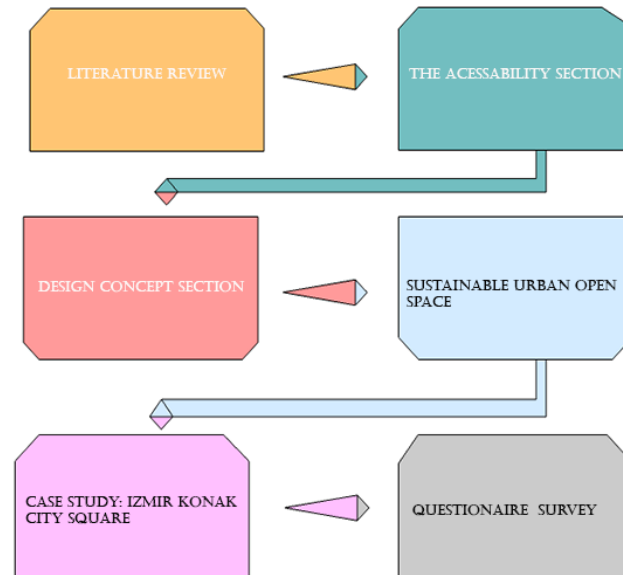 LITERATURE REVIEW
THE ACESSABILITY SECTION
DESIGN CONCEPT SECTION
SUSTAINABLE URBAN OPEN
SPACE
CASE STUDY: IZMIR KONAK
CITY SQUARE
QUESTIONAIRE SURVEY